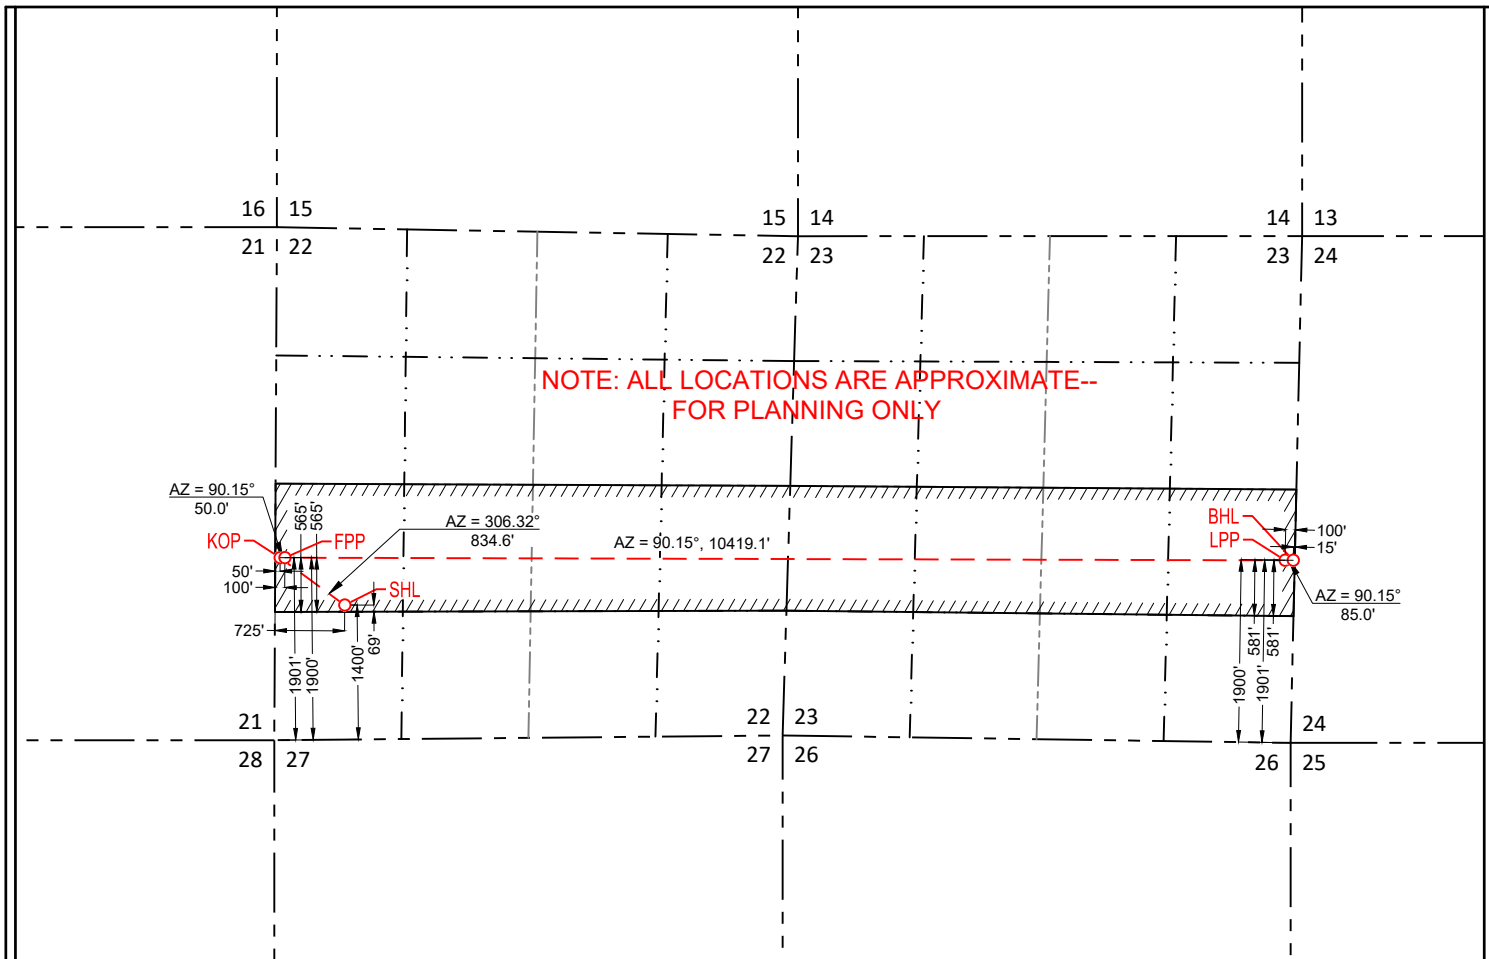 16 15
15 14
14 13
21 22
22 23
23 24
NOTE: ALL LOCATIONS ARE APPROXIMATE--
FOR PLANNING ONLY
AZ = 90.15°
50.0'
565'
565'
AZ = 306.32°
834.6'
KOP
FPP
AZ = 90.15°, 10419.1'
BHL
LPP
100'
15'
50'
100'
SHL
AZ = 90.15°
85.0'
725'
69'
1400'
1901'
1900'
1900'
581'
1901'
581'
21
22 23
24
28 27
27 26
26 25